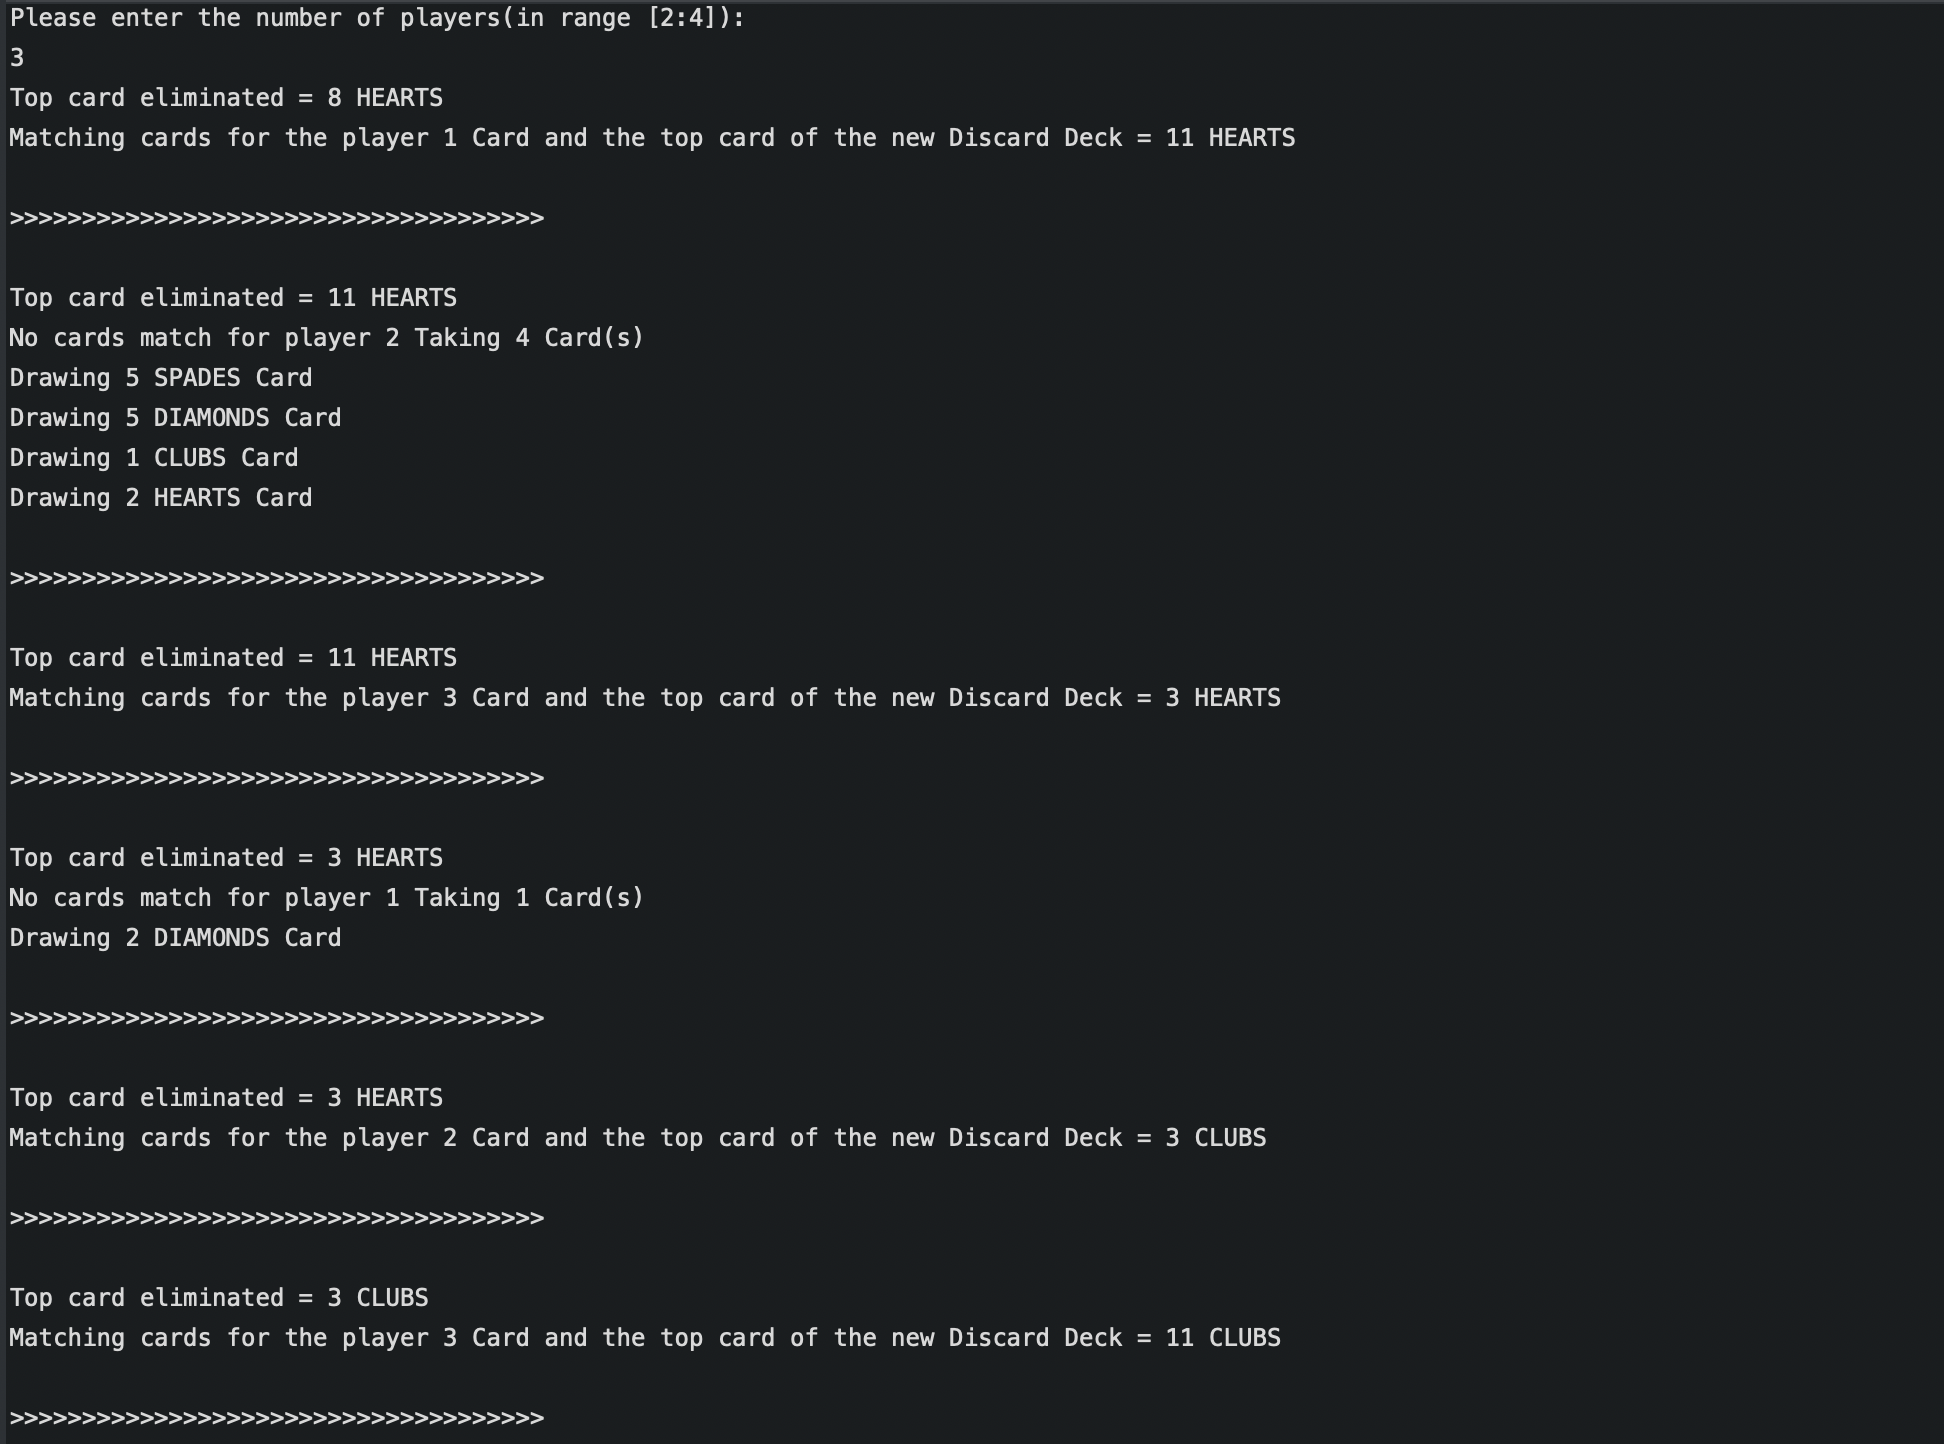 Please enter the number of players(in range [2:4]):
3
Top card eliminated = 8 HEARTS
Matching cards for the player 1 Card and the top card of the new Discard Deck = 11 HEARTS
>>>>>>>>>>>>>>>>>>>>>>>>>>>>>>>>>>>>>
Top card eliminated = 11 HEARTS
No cards match for player 2 Taking 4 Card(s)
Drawing 5 SPADES Card
Drawing 5 DIAMONDS Card
Drawing 1 CLUBS Card
Drawing 2 HEARTS Card
>>>>>>>>>>>>>>>>>>>>>>>>>>>>>>>>>>>>>
Top card eliminated = 11 HEARTS
Matching cards for the player 3 Card and the top card of the new Discard Deck = 3 HEARTS
>>>>>>>>>>>>>>>>>>>>>>>>>>>>>>>>>>>>>
Top card eliminated = 3 HEARTS
No cards match for player 1 Taking 1 Card(s)
Drawing 2 DIAMONDS Card
>>>>>>>>>>>>>>>>>>>>>>>>>>>>>>>>>>>>>
Top card eliminated = 3 HEARTS
Matching cards for the player 2 Card and the top card of the new Discard Deck = 3 CLUBS
>>>>>>>>>>>>>>>>>>>>>>>>>>>>>>>>>>>>>
Top card eliminated = 3 CLUBS
Matching cards for the player 3 Card and the top card of the new Discard Deck = 11 CLUBS
>>>>>>>>>>>>>>>>>>>>>>>>>>>>>>>>>>>>>